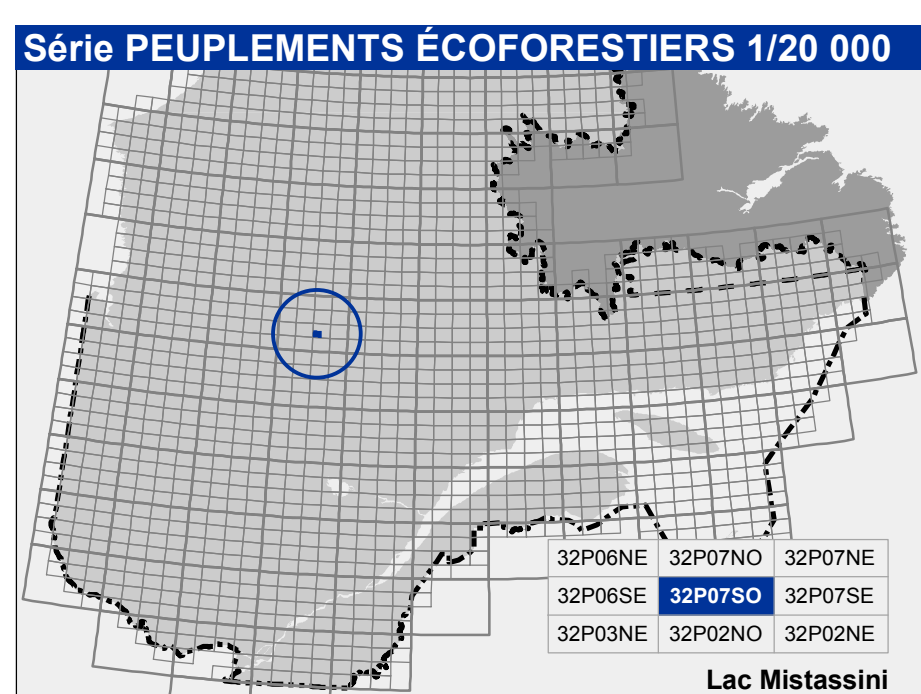 Série PEUPLEMENTS ÉCOFORESTIERS 1/20 000
32P06NE 32P07NO 32P07NE
32P06SE 32P07SO 32P07SE
32P03NE 32P02NO 32P02NE
Lac Mistassini